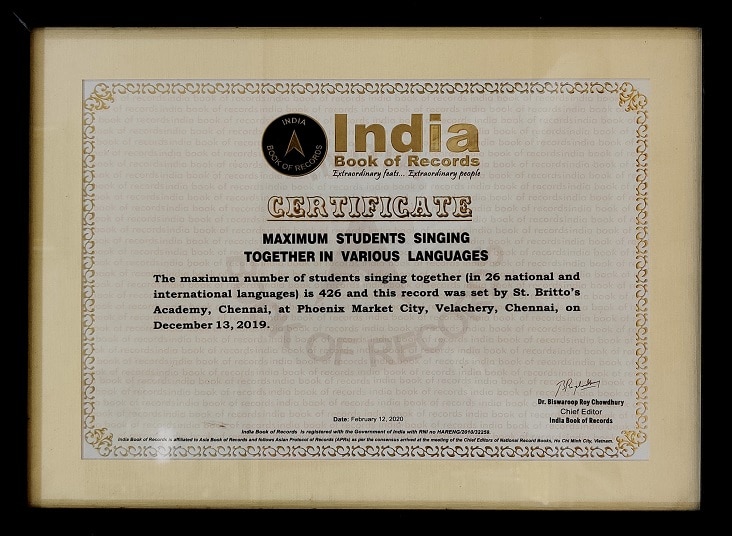 INDIA
BOOK OF RECORDS
India
Book of Records
Extraordinary feats... Extraordinary people
CERTIFICATE
MAXIMUM STUDENTS SINGING
TOGETHER IN VARIOUS LANGUAGES
The maximum number of students singing together (in 26 national and
international languages) is 426 and this record was set by St. Britto's
Academy, Chennai, at Phoenix Market City, Velachery, Chennai, on
December 13, 2019.
Dr. Biswaroop Roy Chowdhury
Chief Editor
India Book of Records
Date: February 12, 2020
India Book of Records is registered with the Government of India with RNI no HARENG/2010/32259.
India Book of Records is affiliated to Asia Book of Records and follows Asian Protocol of Records (APRs) as per the consensus arrived at the meeting of the Chief Editors of National Record Books, Ho Chi Minh City, Vietnam.